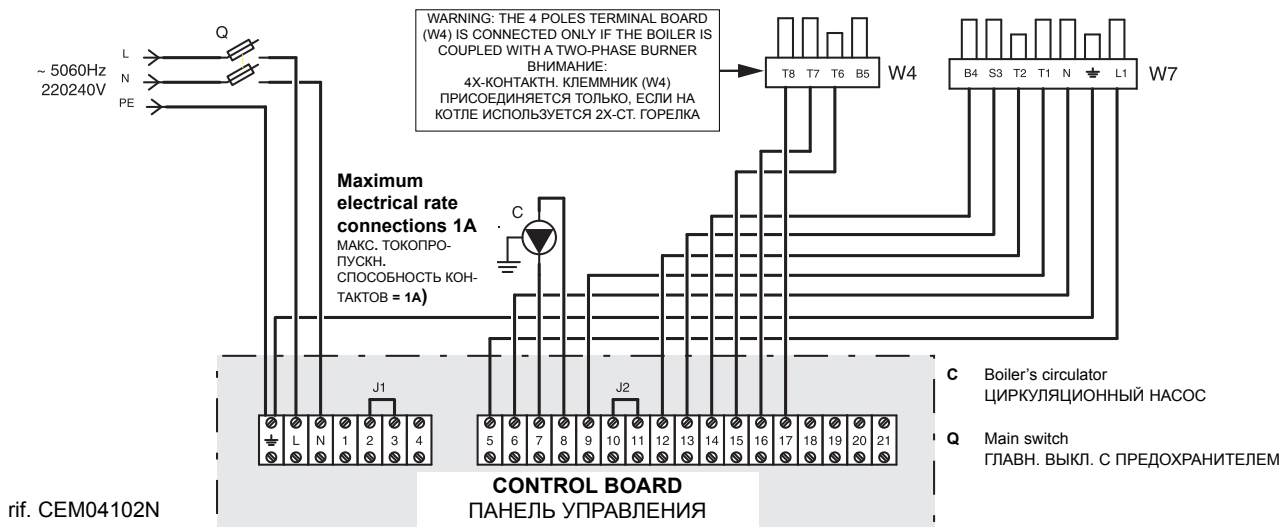 Q
L
~ 5060Hz
N
220240V
PE
WARNING: THE 4 POLES TERMINAL BOARD
(W4) IS CONNECTED ONLY IF THE BOILER IS
COUPLED WITH A TWO-PHASE BURNER
ВНИМАНИЕ:
4Х-КОНТАКТН. КЛЕММНИК (W4)
ПРИСОЕДИНЯЕТСЯ ТОЛЬКО, ЕСЛИ НА
КОТЛЕ ИСПОЛЬЗУЕТСЯ 2Х-СТ. ГОРЕЛКА
T8 T7 T6 B5 W4
B4 S3 T2 T1 N L1 W7
Maximum
electrical rate
connections 1A
МАКС. ТОКОПРО-
ПУСКН.
СПОСОБНОСТЬ КОН-
ТАКТОВ = 1A)
C
J1
J2
L N 1 2 3 4
5 6 7 8 9 10 11 12 13 14 15 16 17 18 19 20 21
CONTROL BOARD
ПАНЕЛЬ УПРАВЛЕНИЯ
C Boiler's circulator
ЦИРКУЛЯЦИОННЫЙ НАСОС
Q Main switch
ГЛАВН. ВЫКЛ. С ПРЕДОХРАНИТЕЛЕМ
rif. CEM04102N